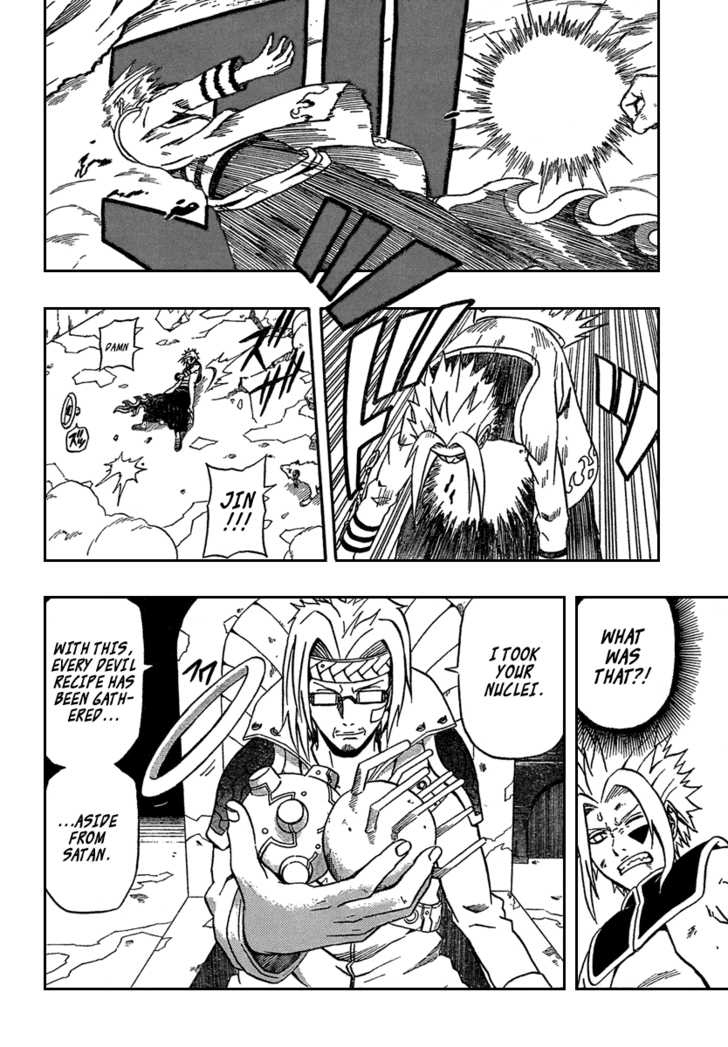 DAMN
JIN
!!!
WHAT
WAS
THAT?!
I TOOK
YOUR
NUCLEI.
WITH THIS,
EVERY DEVIL
RECIPE HAS
BEEN GATH-
ERED...
...ASIDE
FROM
SATAN.